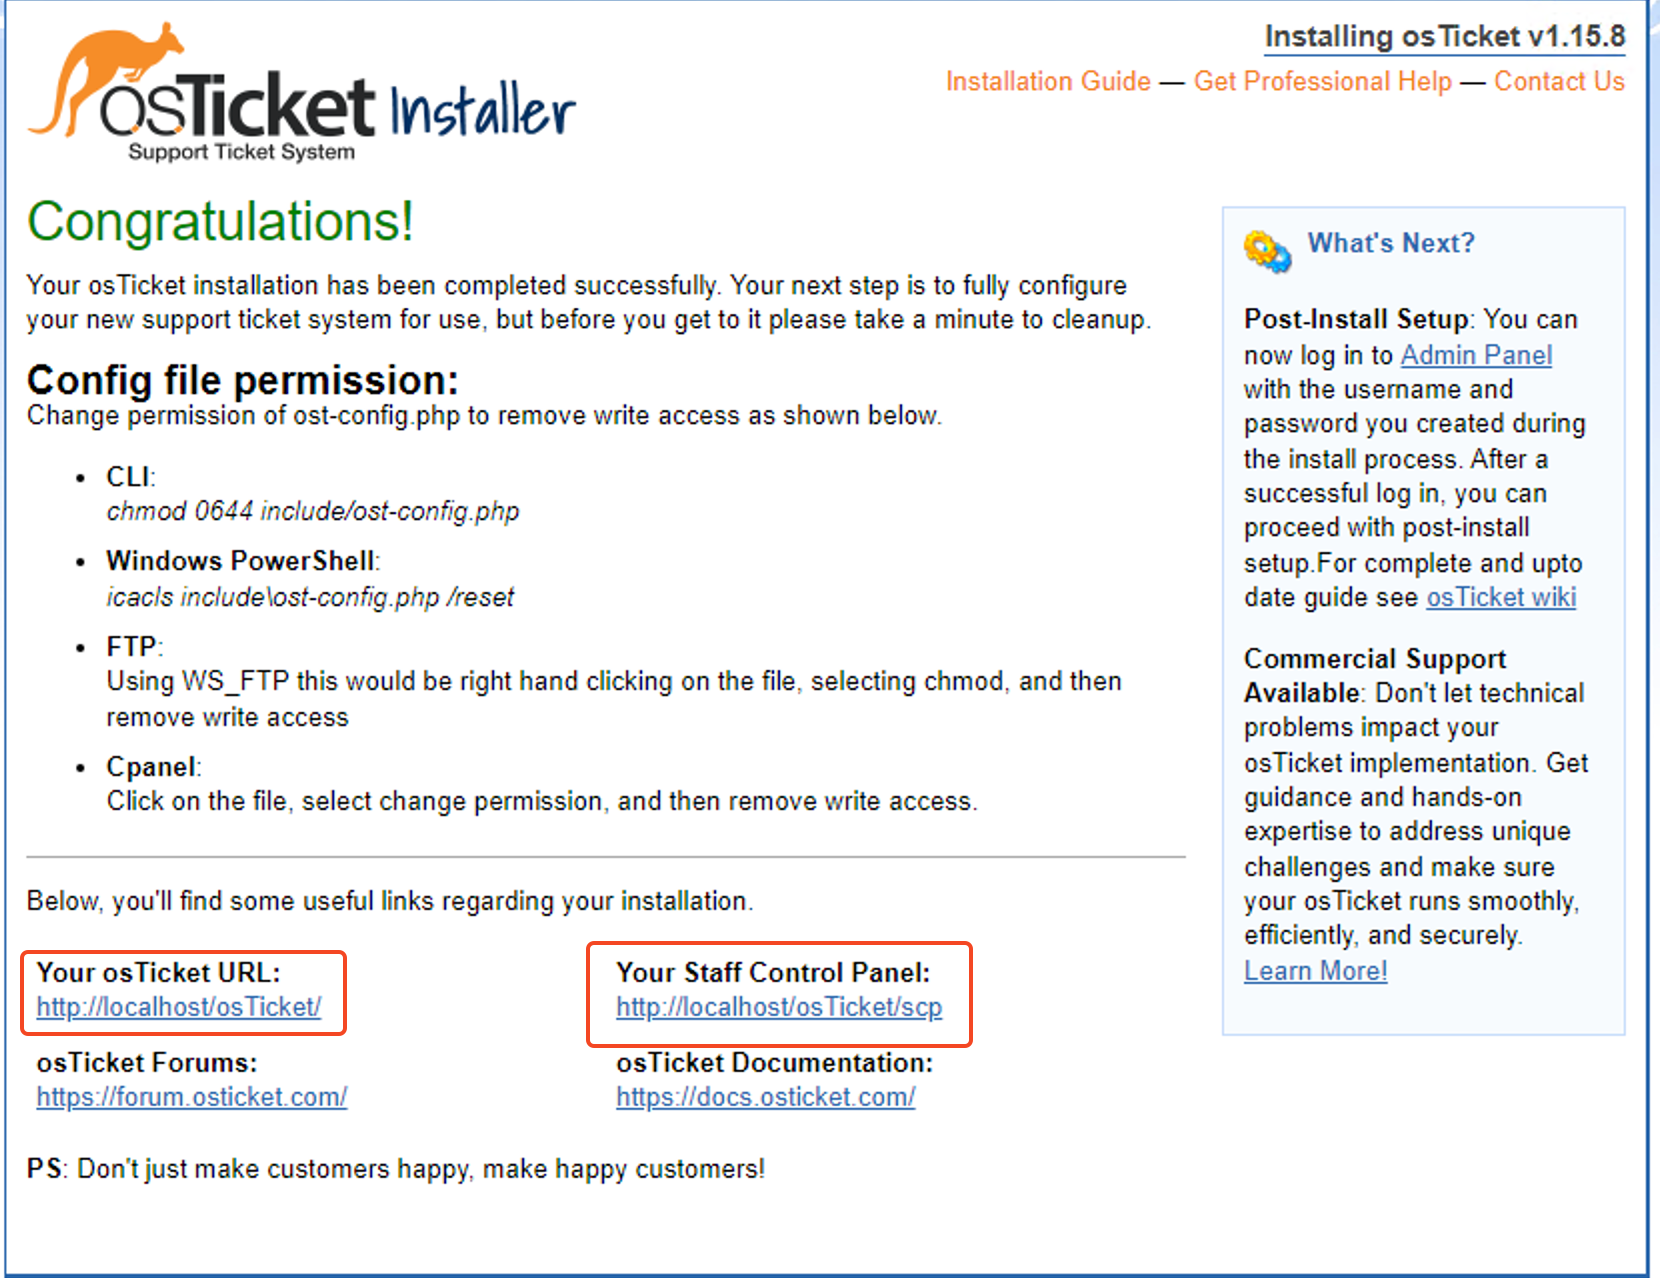 Installing osTicket v1.15.8
Installation Guide — Get Professional Help — Contact Us
osTicket Installer
Support Ticket System
Congratulations!
Your osTicket installation has been completed successfully. Your next step is to fully configure
your new support ticket system for use, but before you get to it please take a minute to cleanup.
Config file permission:
Change permission of ost-config.php to remove write access as shown below.
• CLI:
chmod 0644 include/ost-config.php
• Windows PowerShell:
icacls include\ost-config.php /reset
• FTP:
Using WS_FTP this would be right hand clicking on the file, selecting chmod, and then
remove write access
• Cpanel:
Click on the file, select change permission, and then remove write access.
Below, you'll find some useful links regarding your installation.
Your osTicket URL:
http://localhost/osTicket/
Your Staff Control Panel:
http://localhost/osTicket/scp
osTicket Forums:
https://forum.osticket.com/
osTicket Documentation:
https://docs.osticket.com/
PS: Don't just make customers happy, make happy customers!
What's Next?
Post-Install Setup: You can
now log in to Admin Panel
with the username and
password you created during
the install process. After a
successful log in, you can
proceed with post-install
setup.For complete and upto
date guide see osTicket wiki
Commercial Support
Available: Don't let technical
problems impact your
osTicket implementation. Get
guidance and hands-on
expertise to address unique
challenges and make sure
your osTicket runs smoothly,
efficiently, and securely.
Learn More!